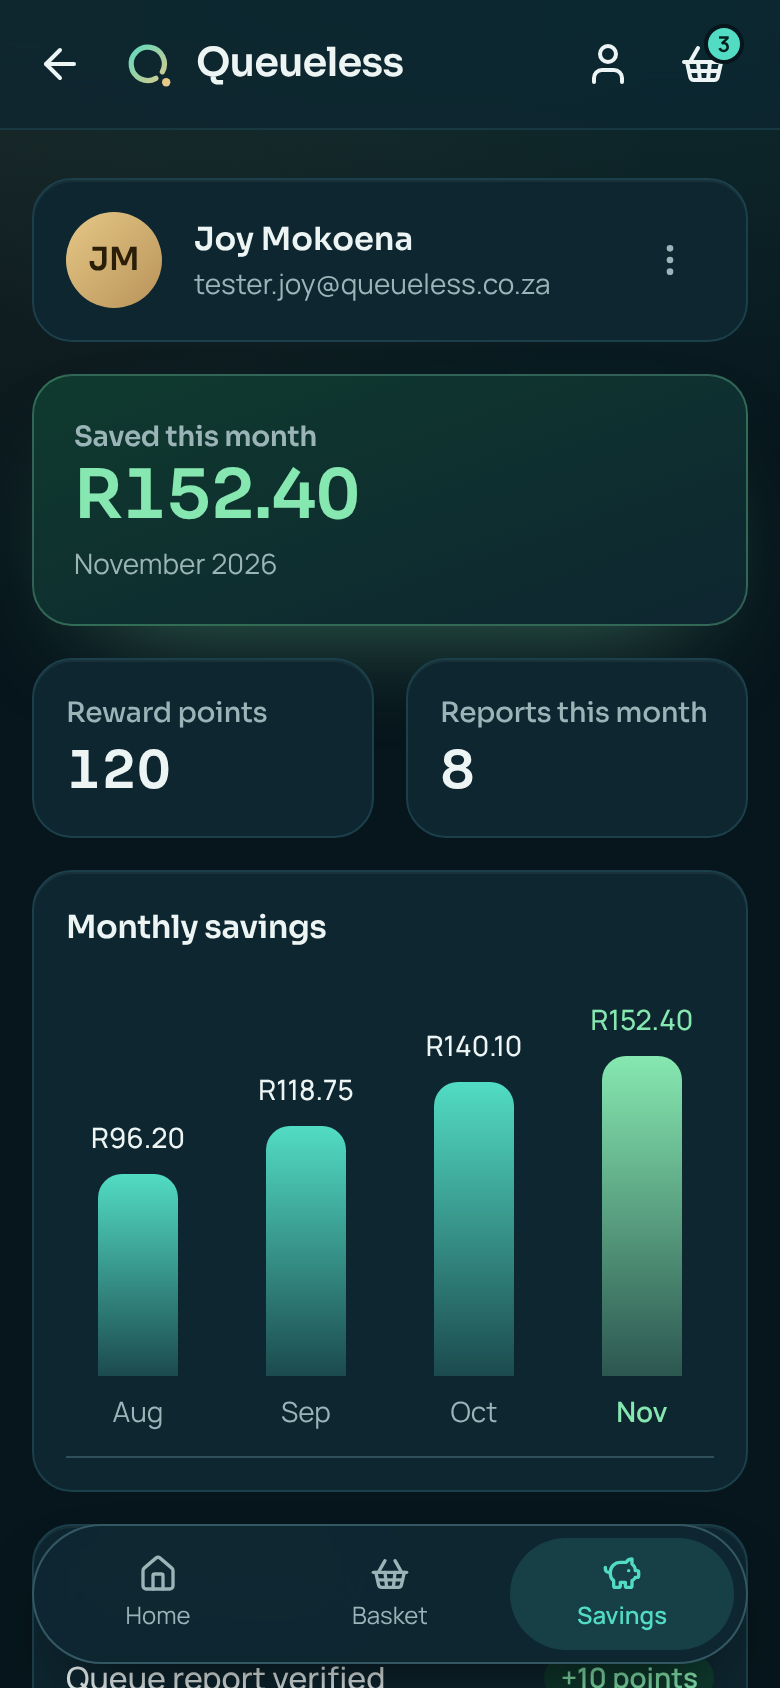 Queueless
3
JM
Joy Mokoena
tester.joy@queueless.co.za
Saved this month
R152.40
November 2026
Reward points
120
Reports this month
8
Monthly savings
R96.20
R118.75
R140.10
R152.40
Aug
Sep
Oct
Nov
Home
Basket
Savings
Queue report verified
+10 points